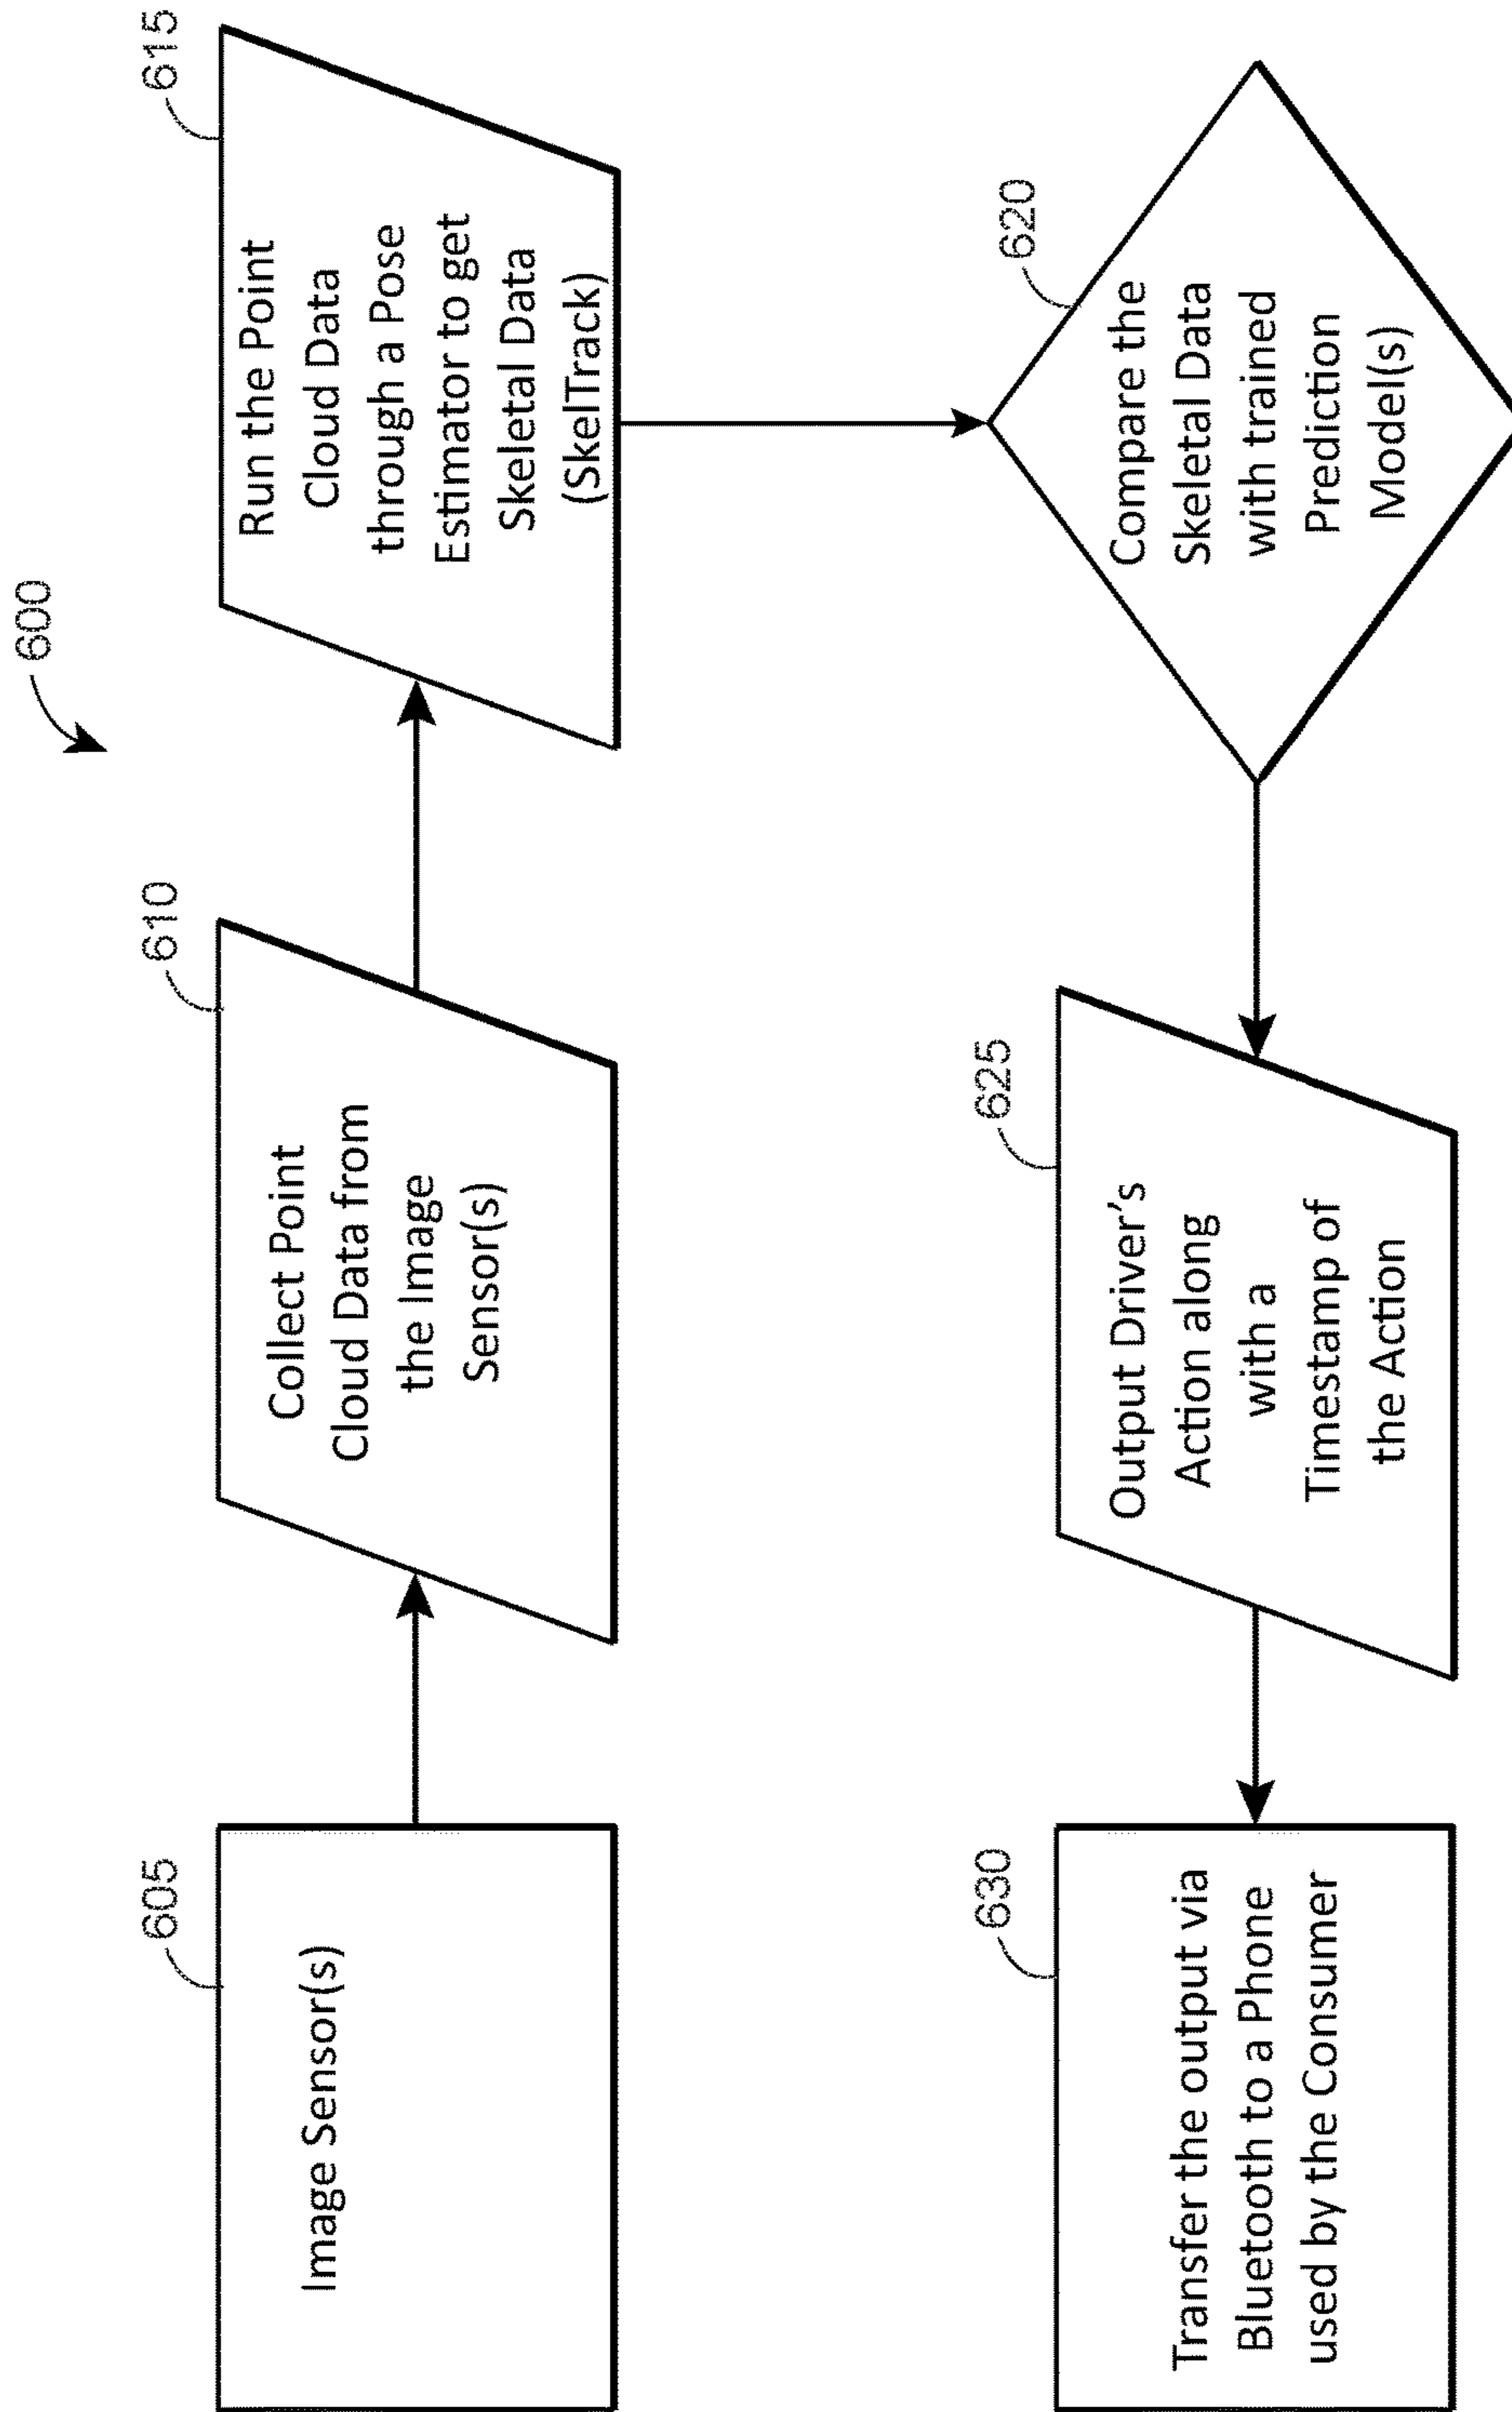 600
605
Image Sensor(s)
610
Collect Point
Cloud Data from
the Image
Sensor(s)
615
Run the Point
Cloud Data
through a Pose
Estimator to get
Skeletal Data
(SkelTrack)
620
Compare the
Skeletal Data
with trained
Prediction
Model(s)
625
Output Driver’s
Action along
with a
Timestamp of
the Action
630
Transfer the output via
Bluetooth to a Phone
used by the Consumer